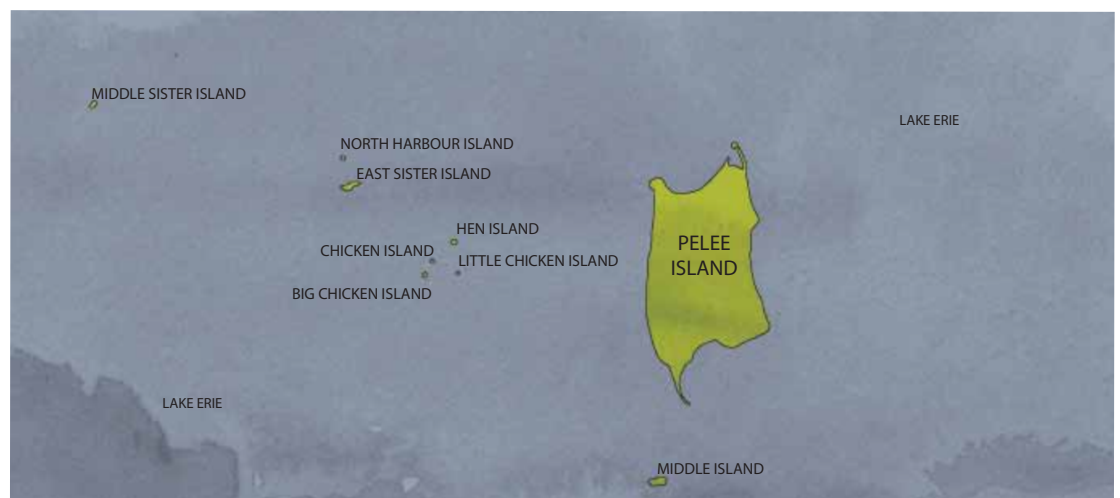 MIDDLE SISTER ISLAND
LAKE ERIE
NORTH HARBOUR ISLAND
EAST SISTER ISLAND
HEN ISLAND
CHICKEN ISLAND
LITTLE CHICKEN ISLAND
BIG CHICKEN ISLAND
PELEE
ISLAND
LAKE ERIE
MIDDLE ISLAND